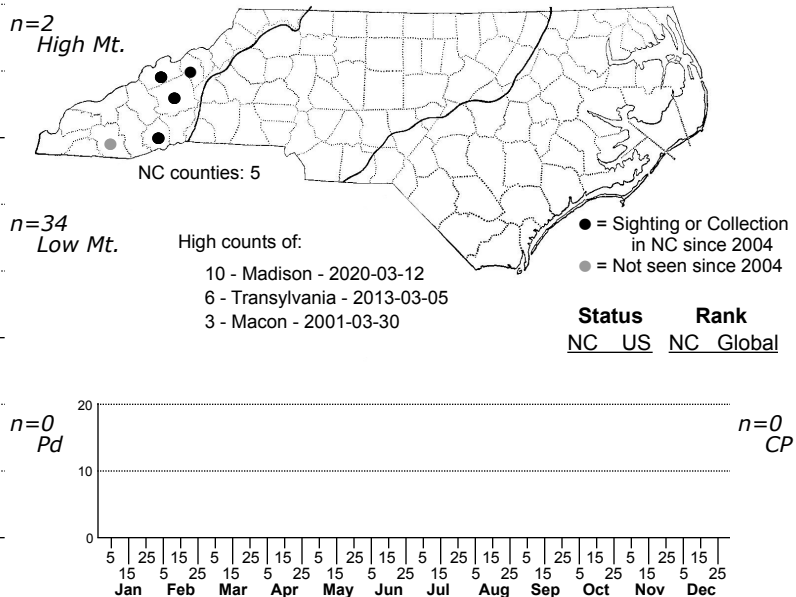 n=2
High Mt.
NC counties: 5
n=34
Low Mt.
High counts of:
10 - Madison - 2020-03-12
6 - Transylvania - 2013-03-05
3 - Macon - 2001-03-30
● = Sighting or Collection
in NC since 2004
● = Not seen since 2004
Status Rank
NC US NC Global
n=0
Pd
20
10
0
n=0
CP
5 15 25 5 15 25 5 15 25 5 15 25 5 15 25 5 15 25
15 5 25 15 5 25 15 5 25 15 5 25 15 5 25 15 5 25
Jan Feb Mar Apr May Jun Jul Aug Sep Oct Nov Dec